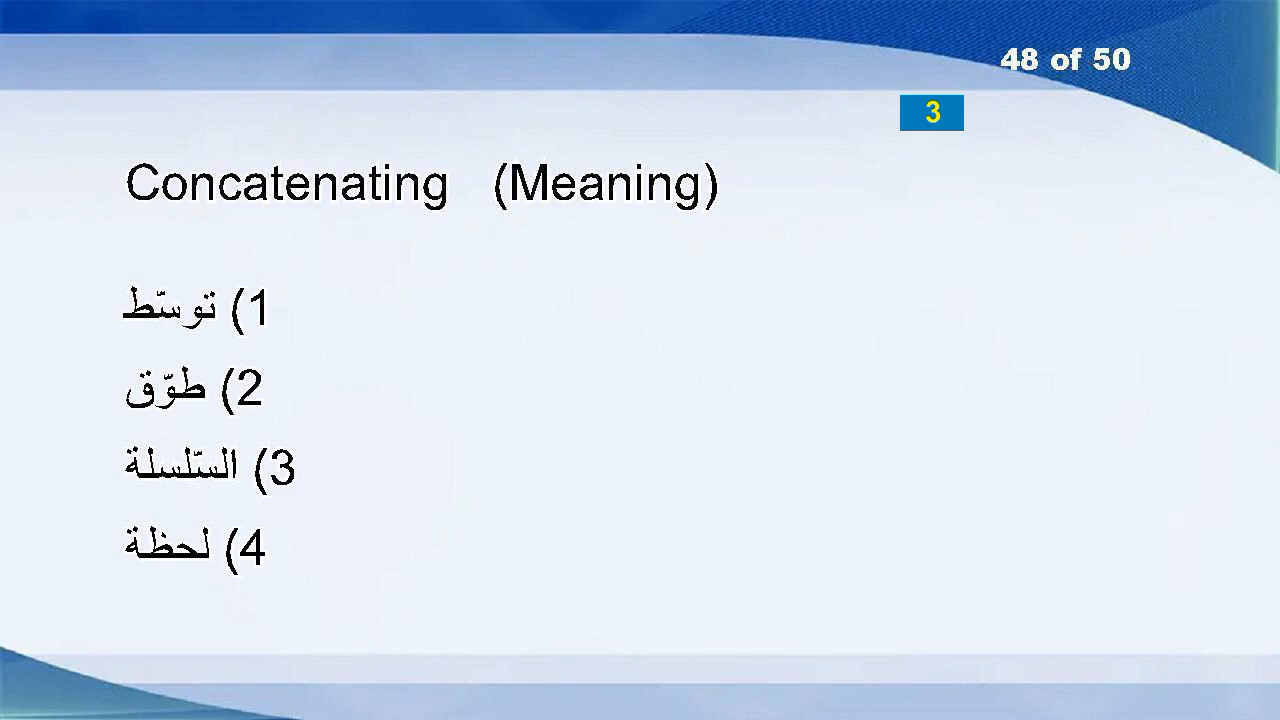 48 of 50
3
Concatenating (Meaning)
1) توسّط
2) طوّق
3) السّلسلة
4) لحظة